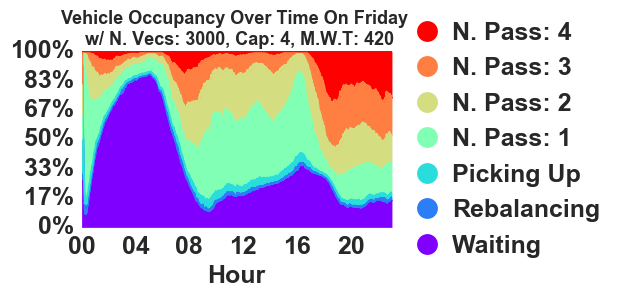 Vehicle Occupancy Over Time On Friday
w/ N. Vecs: 3000, Cap: 4, M.W.T: 420
100%
83%
67%
50%
33%
17%
0%
00 04 08 12 16 20
Hour
N. Pass: 4
N. Pass: 3
N. Pass: 2
N. Pass: 1
Picking Up
Rebalancing
Waiting